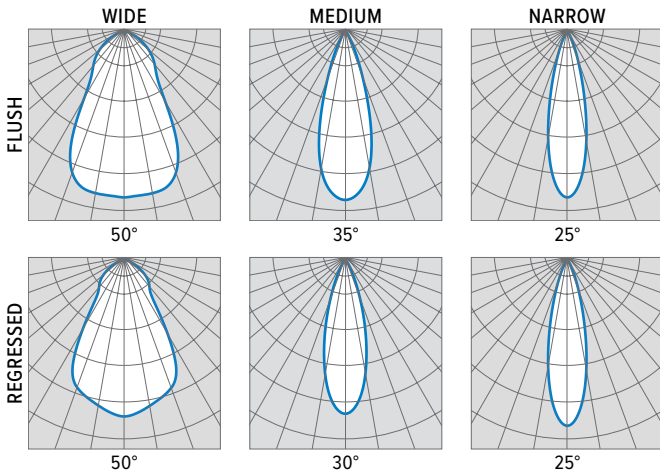 WIDE MEDIUM NARROW
FLUSH
50° 35° 25°
REGRESSED
50° 30° 25°